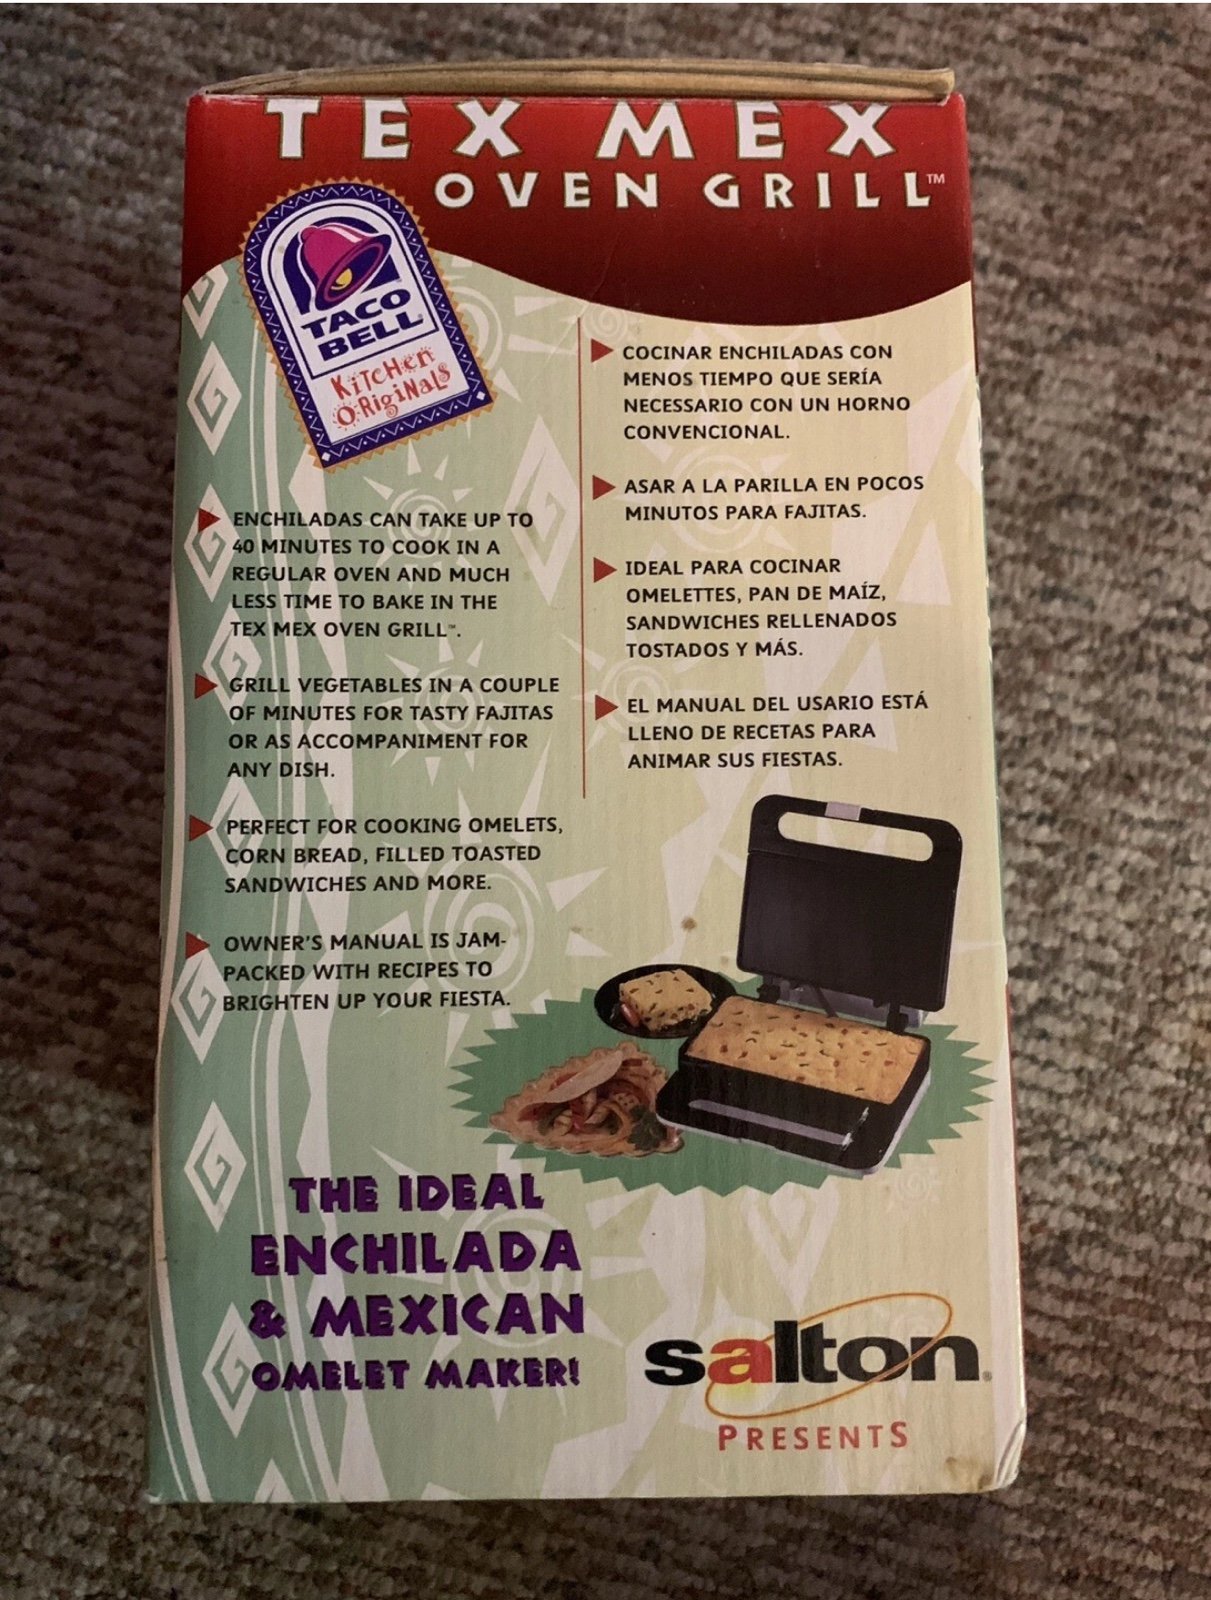 TEX MEX
OVEN GRILL™
TACO
BELL
KITCHEN
ORIGINALS
ENCHILADAS CAN TAKE UP TO
40 MINUTES TO COOK IN A
REGULAR OVEN AND MUCH
LESS TIME TO BAKE IN THE
TEX MEX OVEN GRILL™.
GRILL VEGETABLES IN A COUPLE
OF MINUTES FOR TASTY FAJITAS
OR AS ACCOMPANIMENT FOR
ANY DISH.
PERFECT FOR COOKING OMELETS,
CORN BREAD, FILLED TOASTED
SANDWICHES AND MORE.
OWNER'S MANUAL IS JAM-
PACKED WITH RECIPES TO
BRIGHTEN UP YOUR FIESTA.
COCINAR ENCHILADAS CON
MENOS TIEMPO QUE SERÍA
NECESSARIO CON UN HORNO
CONVENCIONAL.
ASAR A LA PARILLA EN POCOS
MINUTOS PARA FAJITAS.
IDEAL PARA COCINAR
OMELETTES, PAN DE MAÍZ,
SANDWICHES RELLENADOS
TOSTADOS Y MÁS.
EL MANUAL DEL USARIO ESTÁ
LLENO DE RECETAS PARA
ANIMAR SUS FIESTAS.
THE IDEAL
ENCHILADA
& MEXICAN
OMELET MAKER!
salton®
PRESENTS